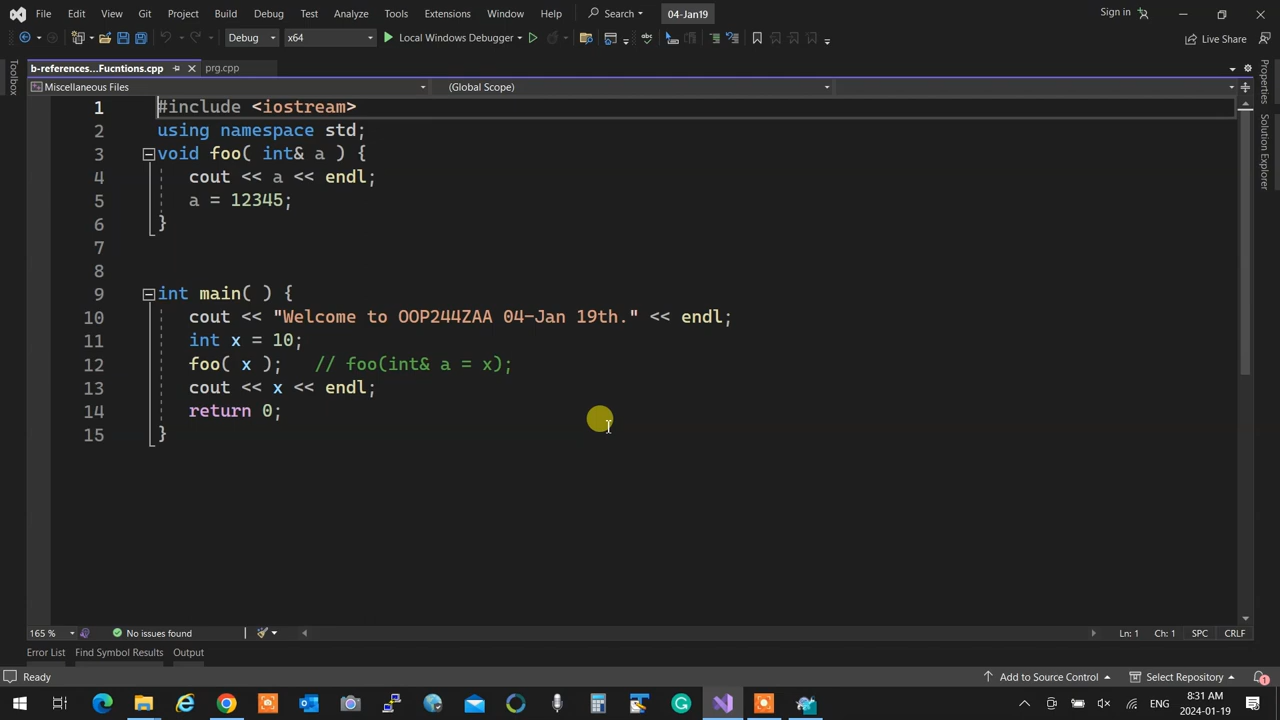 File Edit View Git Project Build Debug Test Analyze Tools Extensions Window Help Search 04-Jan19 Sign in
Debug x64 Local Windows Debugger Live Share
b-references...Fucntions.cpp prg.cpp
Miscellaneous Files (Global Scope)
Toolbox
Properties
Solution Explorer
1 #include <iostream>
2 using namespace std;
3 void foo( int& a ) {
4 cout << a << endl;
5 a = 12345;
6 }
7
8
9 int main( ) {
10 cout << "Welcome to OOP244ZAA 04-Jan 19th." << endl;
11 int x = 10;
12 foo( x ); // foo(int& a = x);
13 cout << x << endl;
14 return 0;
15 }
165 % No issues found Ln: 1 Ch: 1 SPC CRLF
Error List Find Symbol Results Output
Ready Add to Source Control Select Repository 1
ENG 8:31 AM
2024-01-19